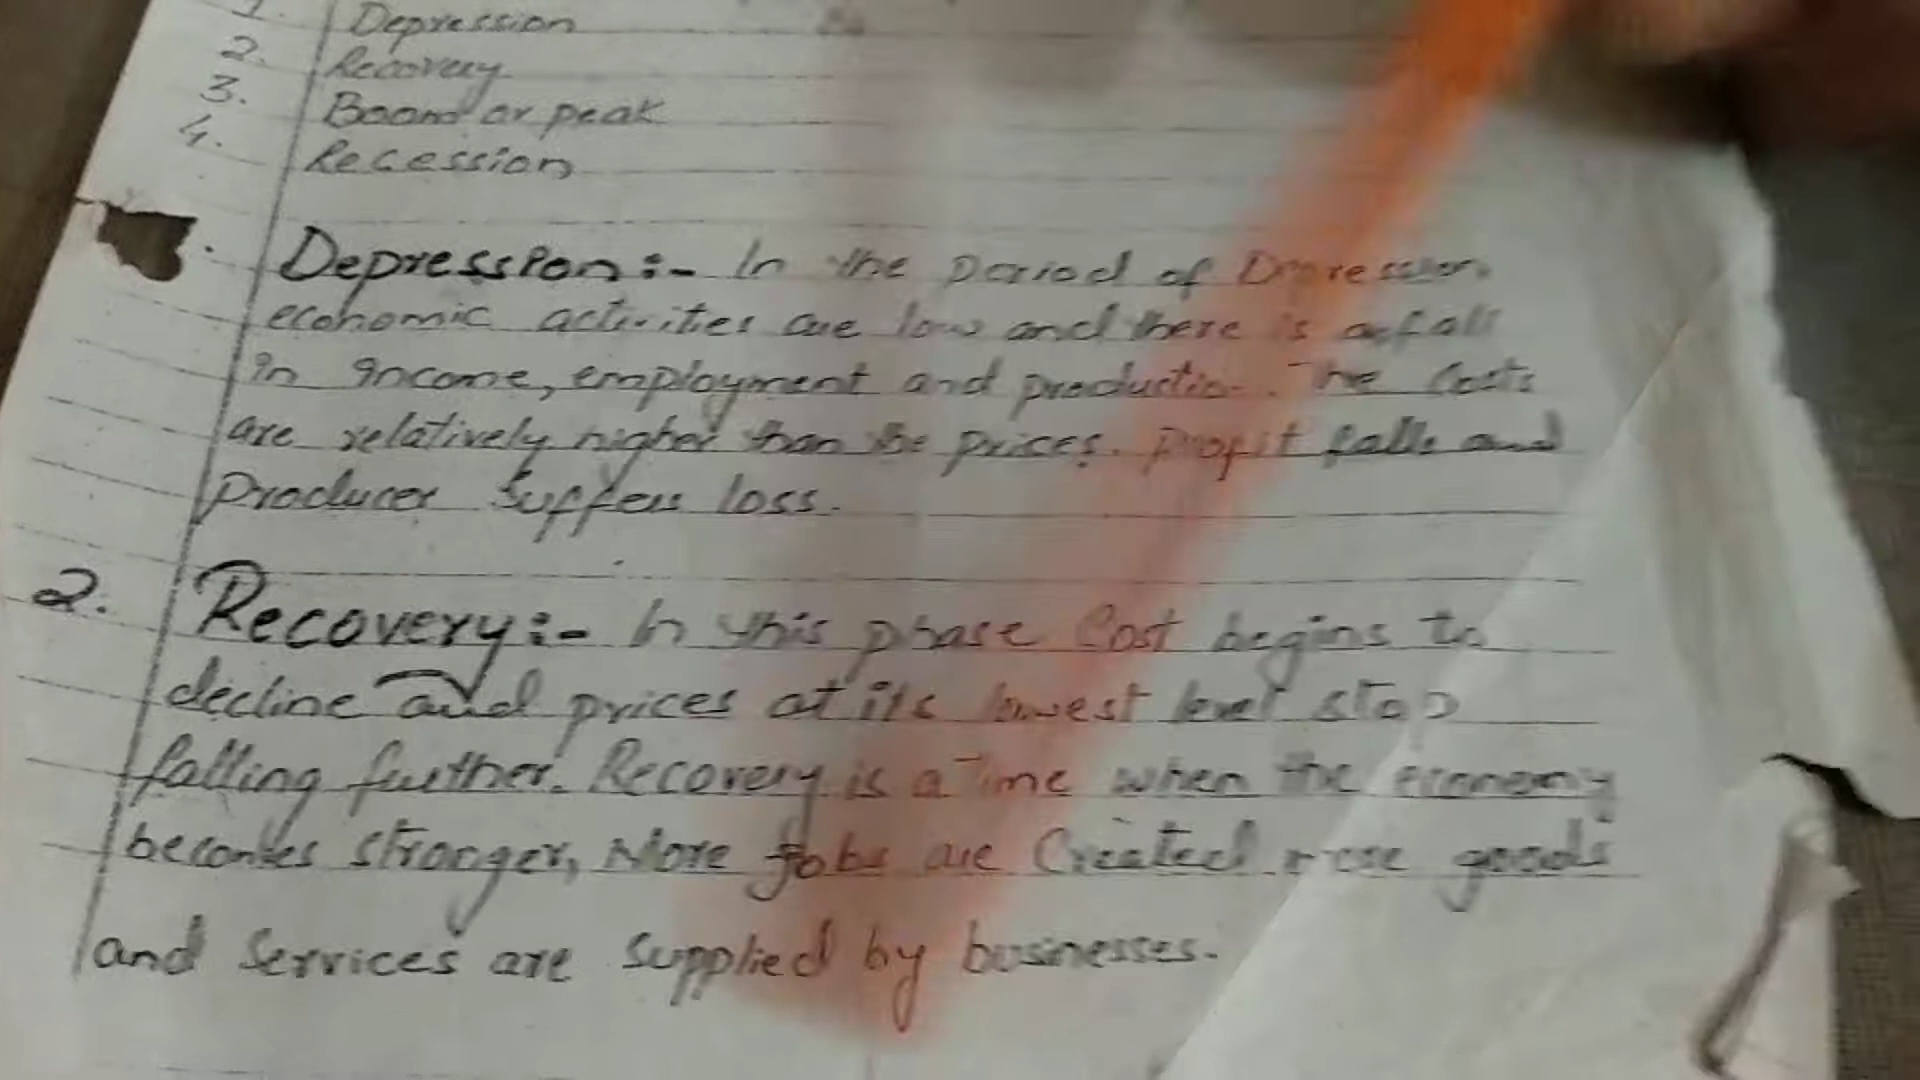 1. Depression
2. Recovery
3. Boom or peak
4. Recession
Depression:- In the period of Depression
economic activities are low and there is a fall
in income, employment and production. The Costs
are relatively higher than the prices. Profit falls and
Producer Suffers loss.
2. Recovery:- In this phase Cost begins to
decline and prices at its lowest level stop
falling further. Recovery is a Time when the economy
becomes stronger, More jobs are Created more goods
and Services are supplied by businesses.